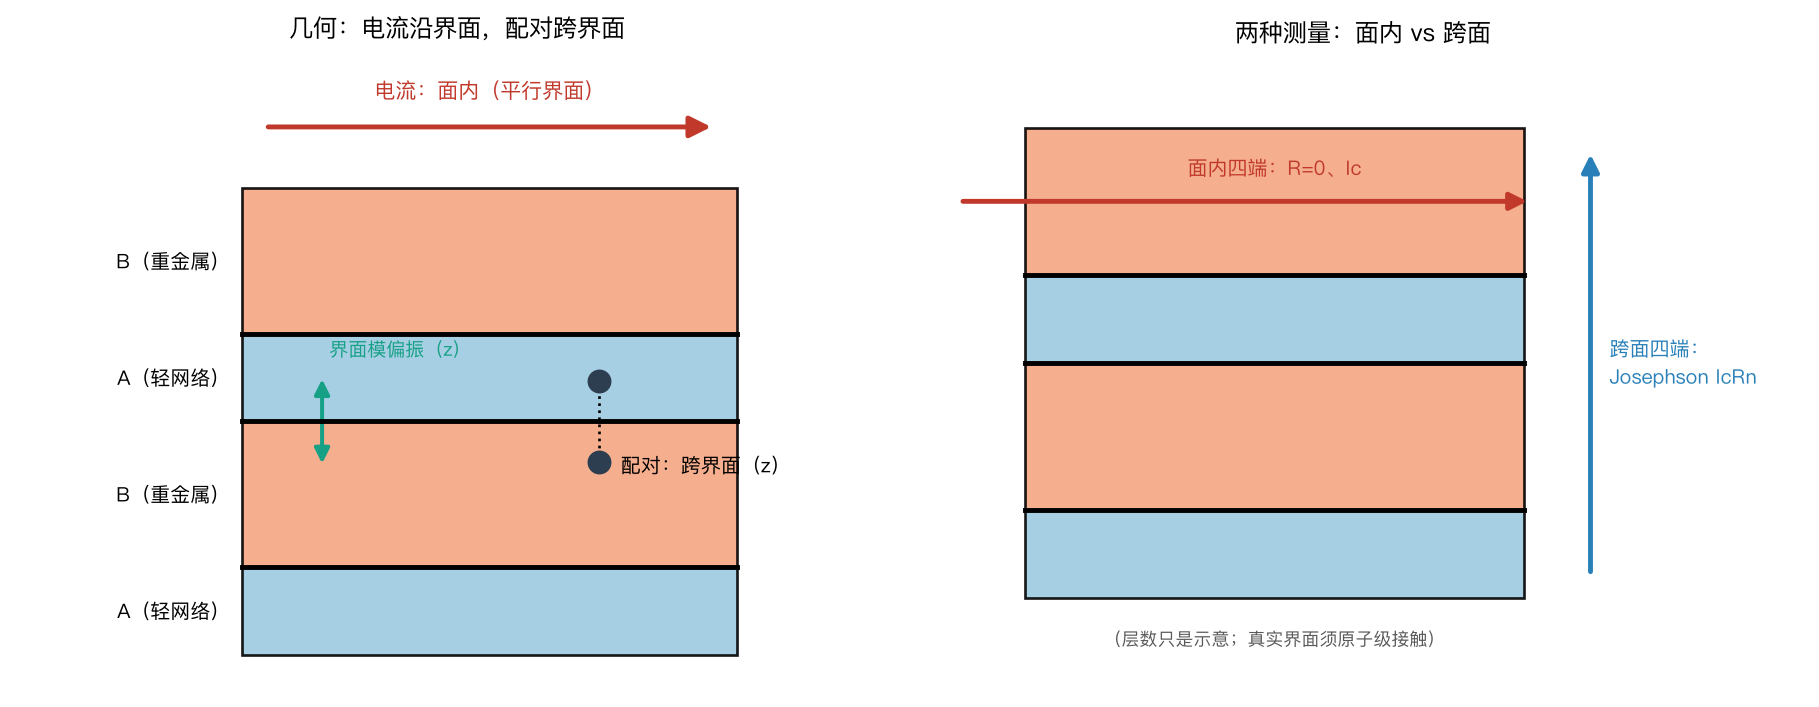 几何：电流沿界面，配对跨界面
电流：面内（平行界面）
B（重金属）
界面模偏振（z）
A（轻网络）
配对：跨界面（z）
B（重金属）
A（轻网络）
两种测量：面内 vs 跨面
面内四端：R=0、Ic
跨面四端：
Josephson IcRn
（层数只是示意；真实界面须原子级接触）